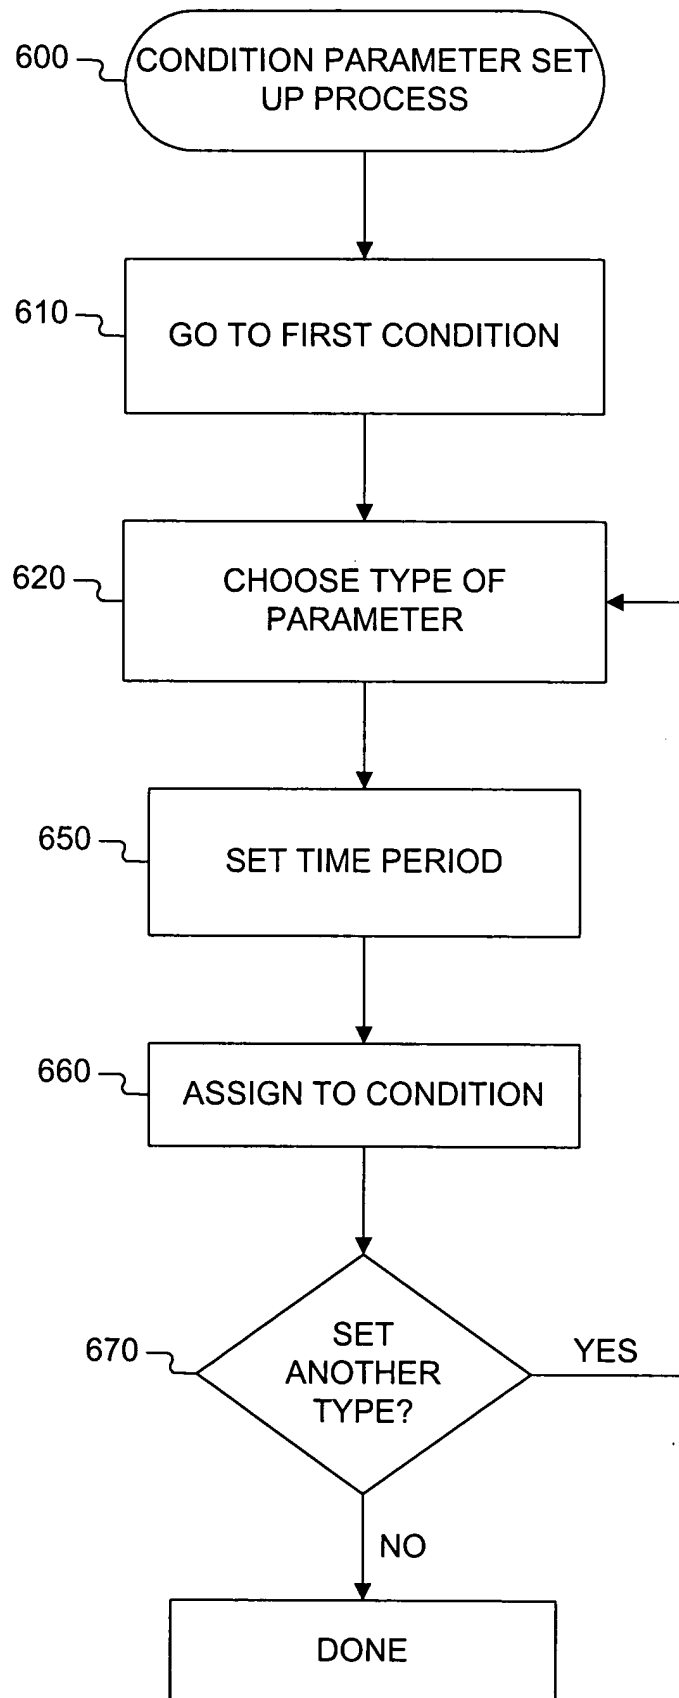 600
CONDITION PARAMETER SET
UP PROCESS
610
GO TO FIRST CONDITION
620
CHOOSE TYPE OF
PARAMETER
650
SET TIME PERIOD
660
ASSIGN TO CONDITION
670
SET
ANOTHER
TYPE?
YES
NO
DONE